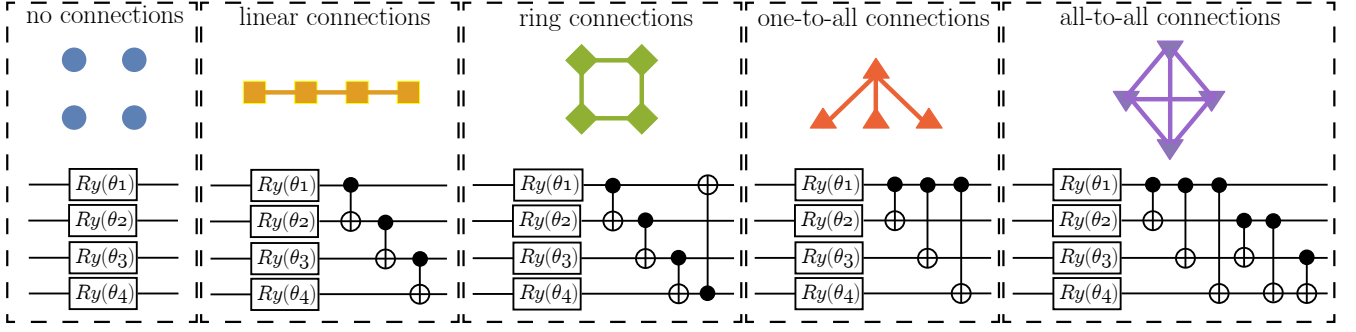 no connections
linear connections
ring connections
one-to-all connections
all-to-all connections
Ry(θ1)
Ry(θ2)
Ry(θ3)
Ry(θ4)
Ry(θ1)
Ry(θ2)
Ry(θ3)
Ry(θ4)
Ry(θ1)
Ry(θ2)
Ry(θ3)
Ry(θ4)
Ry(θ1)
Ry(θ2)
Ry(θ3)
Ry(θ4)
Ry(θ1)
Ry(θ2)
Ry(θ3)
Ry(θ4)